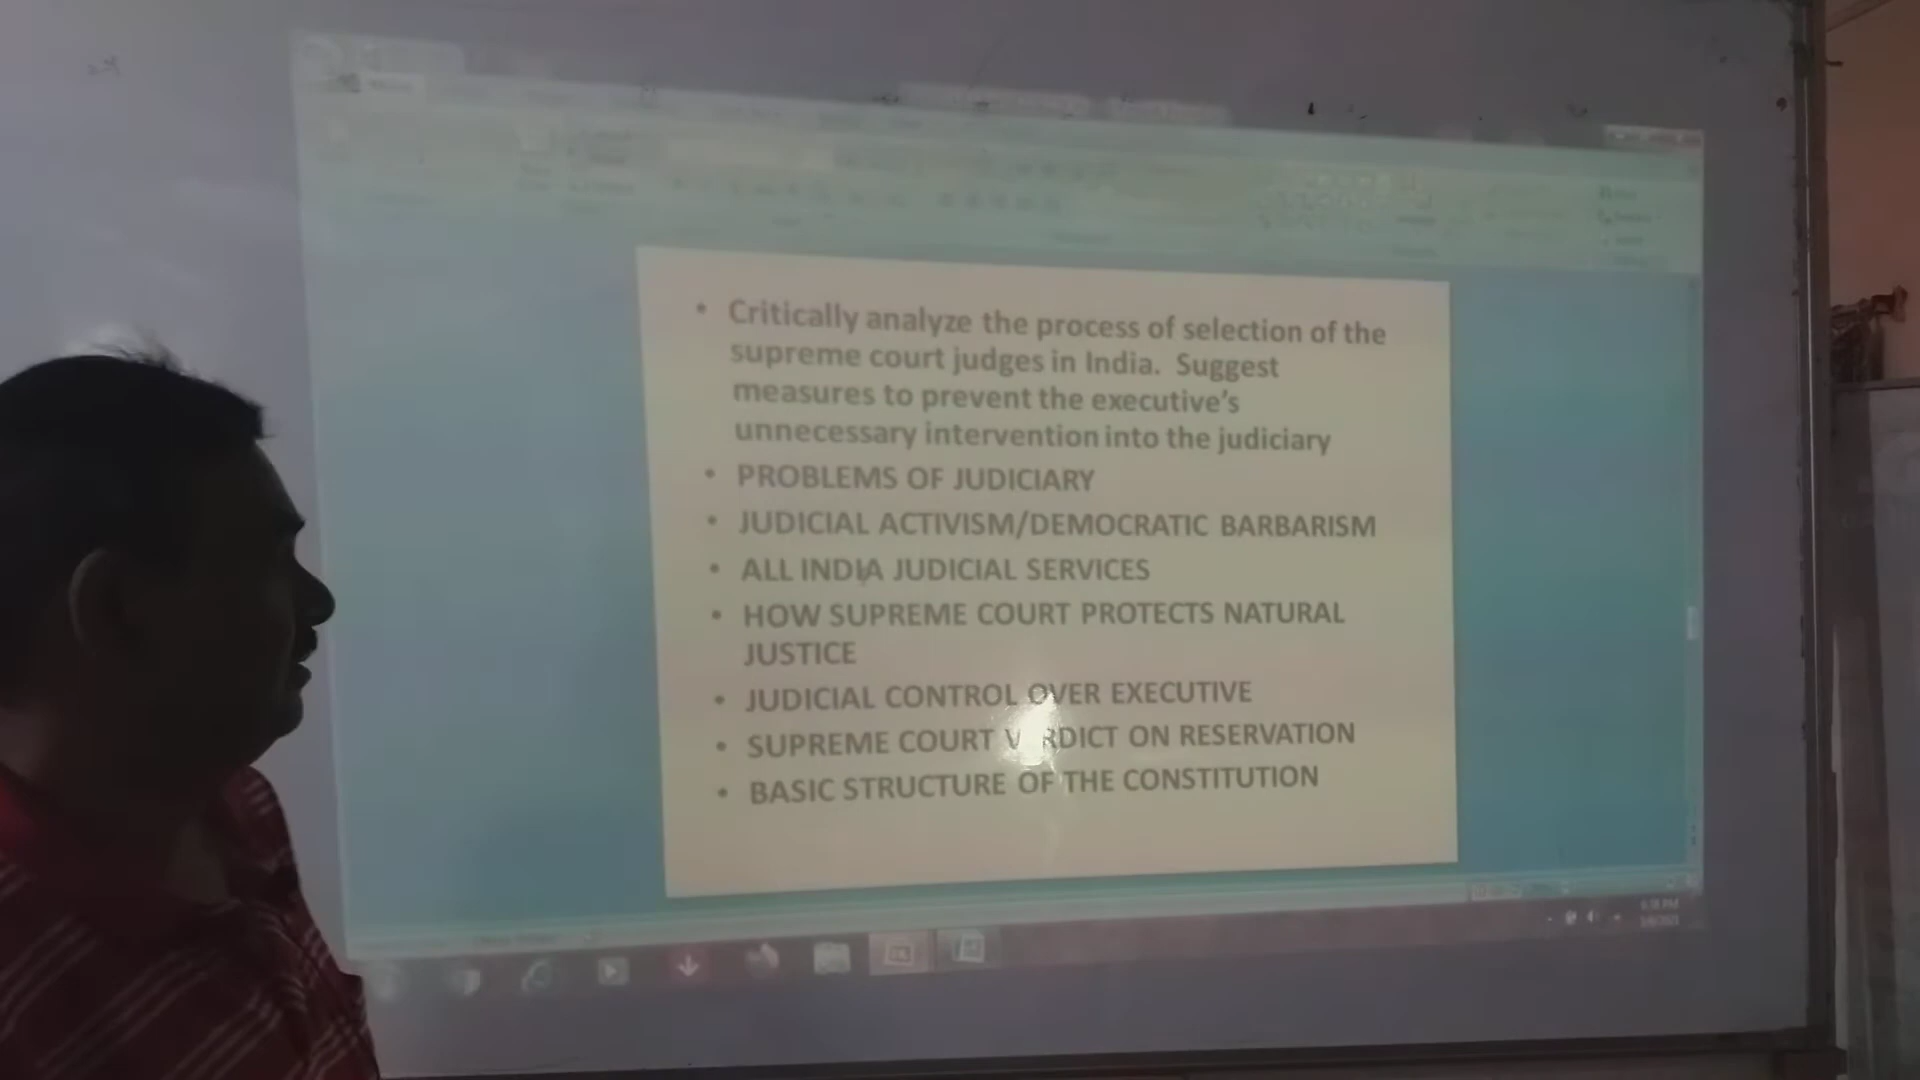 • Critically analyze the process of selection of the
supreme court judges in India. Suggest
measures to prevent the executive's
unnecessary intervention into the judiciary
• PROBLEMS OF JUDICIARY
• JUDICIAL ACTIVISM/DEMOCRATIC BARBARISM
• ALL INDIA JUDICIAL SERVICES
• HOW SUPREME COURT PROTECTS NATURAL
JUSTICE
• JUDICIAL CONTROL OVER EXECUTIVE
• SUPREME COURT VERDICT ON RESERVATION
• BASIC STRUCTURE OF THE CONSTITUTION